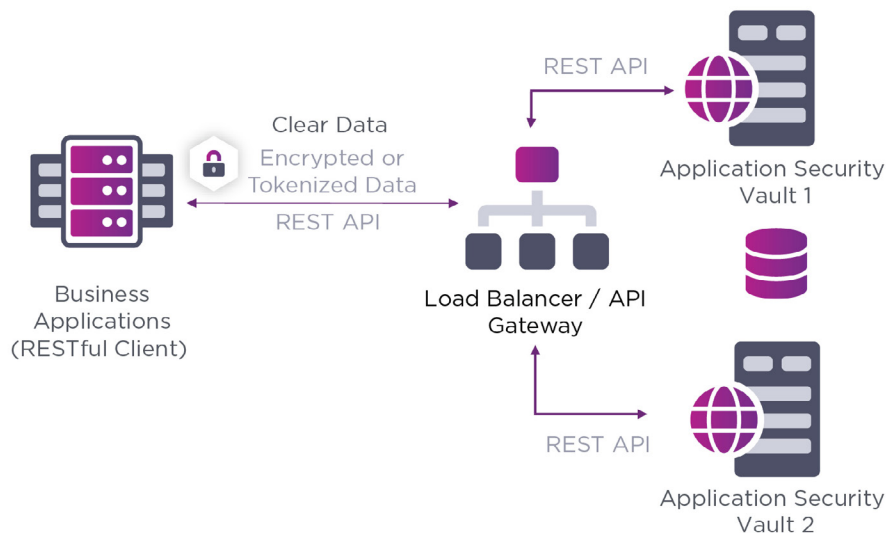 REST API
Clear Data
Encrypted or
Tokenized Data
REST API
Application Security
Vault 1
Business
Applications
(RESTful Client)
Load Balancer / API
Gateway
REST API
Application Security
Vault 2